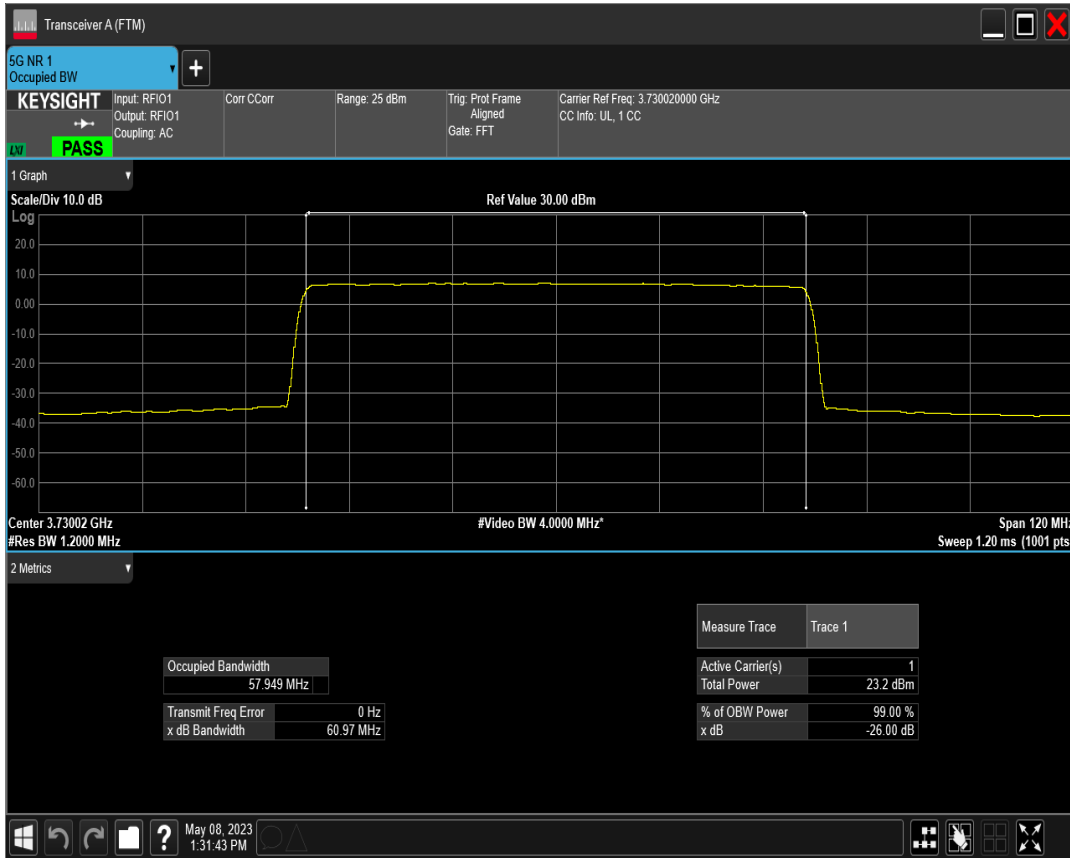 Transceiver A (FTM)
5G NR 1
Occupied BW
+
KEYSIGHT
LXI
PASS
Input: RFIO1
Output: RFIO1
Coupling: AC
Corr CCorr
Range: 25 dBm
Trig: Prot Frame
Aligned
Gate: FFT
Carrier Ref Freq: 3.730020000 GHz
CC Info: UL, 1 CC
1 Graph
Scale/Div 10.0 dB
Ref Value 30.00 dBm
Log
20.0
10.0
0.00
-10.0
-20.0
-30.0
-40.0
-50.0
-60.0
Center 3.73002 GHz
#Video BW 4.0000 MHz*
Span 120 MHz
#Res BW 1.2000 MHz
Sweep 1.20 ms (1001 pts
2 Metrics
Measure Trace Trace 1
Occupied Bandwidth
57.949 MHz
Active Carrier(s) 1
Total Power 23.2 dBm
Transmit Freq Error 0 Hz
x dB Bandwidth 60.97 MHz
% of OBW Power 99.00 %
x dB -26.00 dB
?
May 08, 2023
1:31:43 PM